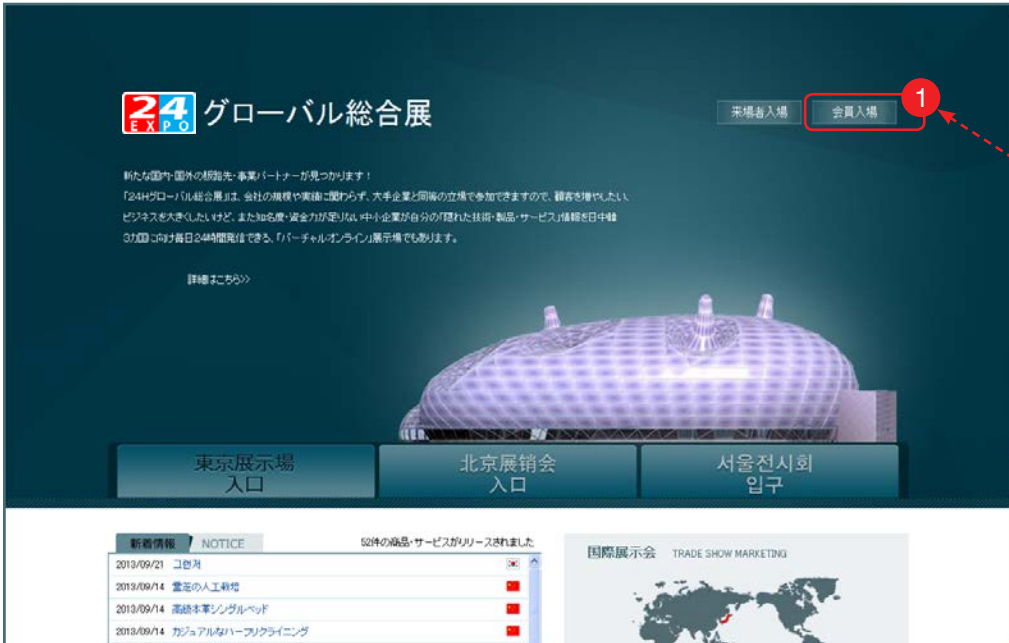 24
EXPO
グローバル総合展
来場者入場
会員入場
1
新たな国内・国外の販路先・事業パートナーが見つかります!
「24Hグローバル総合展」は、会社の規模や実績に関わらず、大手企業と同等の立場で参加できますので、顧客を増やしたい、
ビジネスを大きくしたいけど、まだ知名度・資金力が足りない中小企業が自分の「隠れた技術・製品・サービス」情報を日中韓
3カ国に向け毎日24時間発信できる、「バーチャルオンライン」展示場でもあります。
詳細はこちら>>
東京展示場
入口
北京展销会
入口
서울전시회
입구
新着情報
NOTICE
52件の商品・サービスがリリースされました
2013/09/21
2013/09/14 霊芝の人工栽培
2013/09/14 高級本革シングルベッド
2013/09/14 カジュアルなハーフリクライニング
国際展示会 TRADE SHOW MARKETING